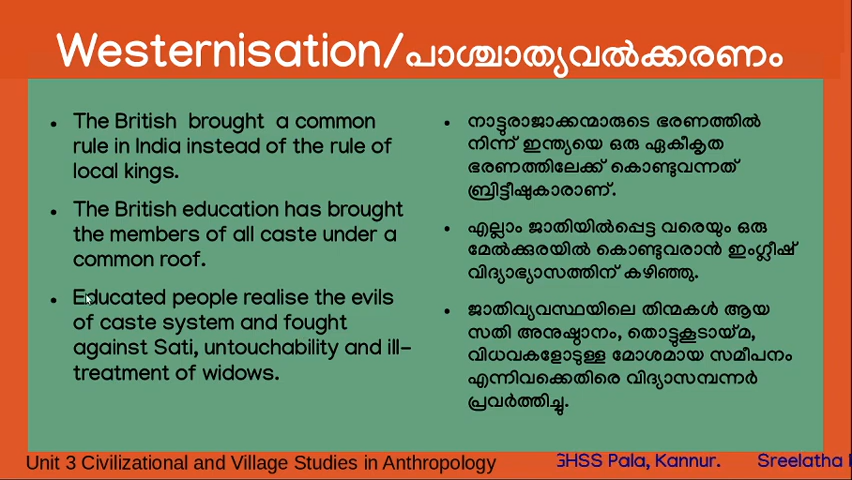 Westernisation/പാശ്ചാത്യവൽക്കരണം
The British brought a common
rule in India instead of the rule of
local kings.
The British education has brought
the members of all caste under a
common roof.
Educated people realise the evils
of caste system and fought
against Sati, untouchability and ill-
treatment of widows.
നാട്ടുരാജാക്കന്മാരുടെ ഭരണത്തിൽ
നിന്ന് ഇന്ത്യയെ ഒരു ഏകീകൃത
ഭരണത്തിലേക്ക് കൊണ്ടുവന്നത്
ബ്രിട്ടീഷുകാരാണ്.
എല്ലാം ജാതിയിൽപ്പെട്ട വരെയും ഒരു
മേൽക്കുരയിൽ കൊണ്ടുവരാൻ ഇംഗ്ലീഷ്
വിദ്യാഭ്യാസത്തിന് കഴിഞ്ഞു.
ജാതിവ്യവസ്ഥയിലെ തിന്മകൾ ആയ
സതി അനുഷ്ഠാനം, തൊട്ടുകൂടായ്മ,
വിധവകളോടുള്ള മോശമായ സമീപനം
എന്നിവക്കെതിരെ വിദ്യാസമ്പന്നർ
പ്രവർത്തിച്ചു.
Unit 3 Civilizational and Village Studies in Anthropology
GHSS Pala, Kannur. Sreelatha